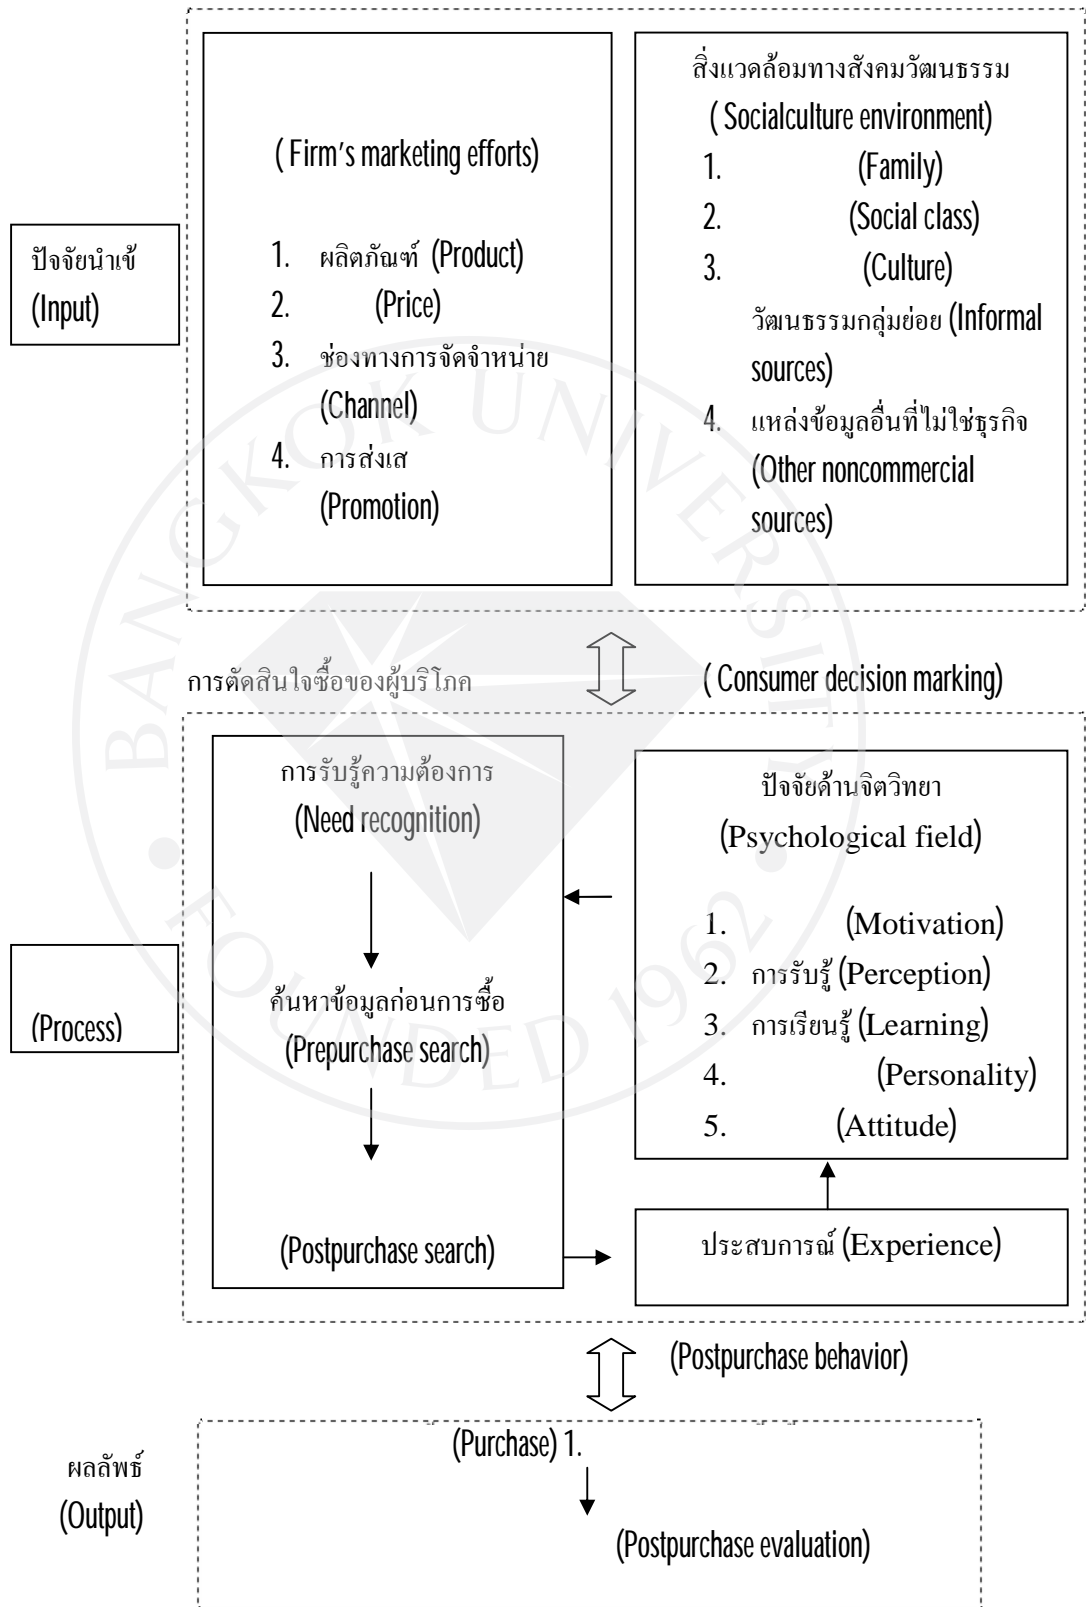 ( Firm's marketing efforts)
1. ผลิตภัณฑ์ (Product)
2. (Price)
3. ช่องทางการจัดจำหน่าย
(Channel)
4. การส่งเส
(Promotion)
สิ่งแวดล้อมทางสังคมวัฒนธรรม
( Socialculture environment)
1. (Family)
2. (Social class)
3. (Culture)
วัฒนธรรมกลุ่มย่อย (Informal
sources)
4. แหล่งข้อมูลอื่นที่ไม่ใช่ธุรกิจ
(Other noncommercial
sources)
ปัจจัยนำเข้
(Input)
การตัดสินใจซื้อของผู้บริโภค
( Consumer decision marking)
การรับรู้ความต้องการ
(Need recognition)
ค้นหาข้อมูลก่อนการซื้อ
(Prepurchase search)
(Postpurchase search)
ปัจจัยด้านจิตวิทยา
(Psychological field)
1. (Motivation)
2. การรับรู้ (Perception)
3. การเรียนรู้ (Learning)
4. (Personality)
5. (Attitude)
ประสบการณ์ (Experience)
(Process)
(Postpurchase behavior)
ผลลัพธ์
(Output)
(Purchase) 1.
(Postpurchase evaluation)
BANGKOK UNIVERSITY
FOUNDED 1962